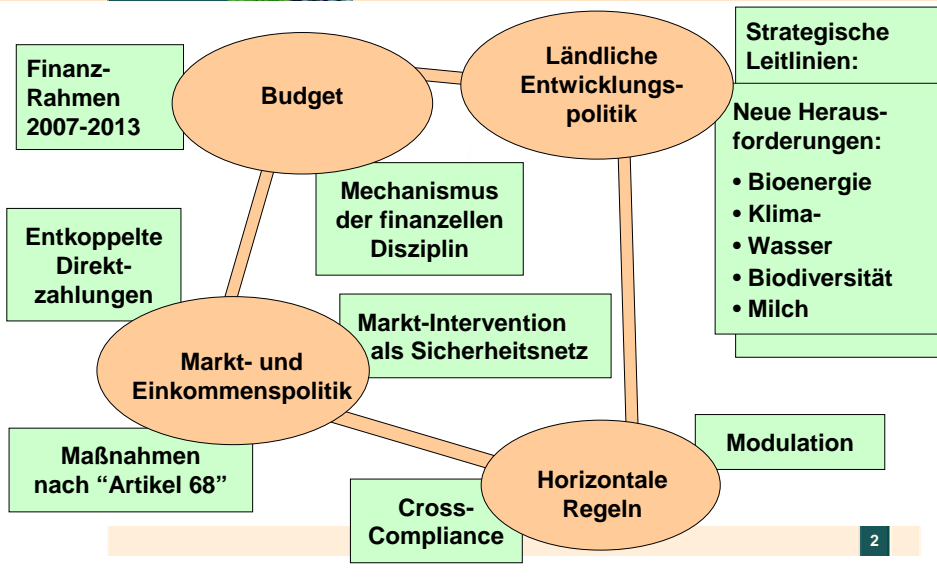 Finanz-
Rahmen
2007-2013
Budget
Ländliche
Entwicklungs-
politik
Strategische
Leitlinien:
Neue Heraus-
forderungen:
• Bioenergie
• Klima-
• Wasser
• Biodiversität
• Milch
Mechanismus
der finanzellen
Disziplin
Entkoppelte
Direkt-
zahlungen
Markt-Intervention
als Sicherheitsnetz
Markt- und
Einkommenspolitik
Maßnahmen
nach “Artikel 68”
Cross-
Compliance
Horizontale
Regeln
Modulation
2